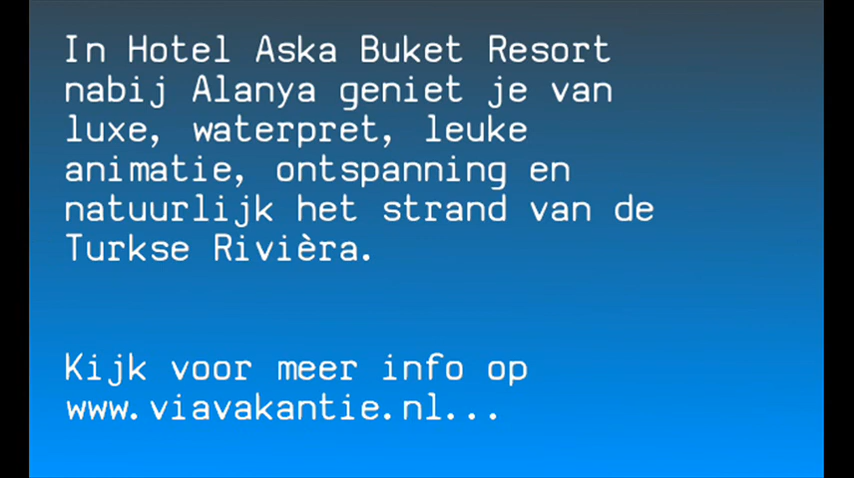 In Hotel Aska Buket Resort
nabij Alanya geniet je van
luxe, waterpret, leuke
animatie, ontspanning en
natuurlijk het strand van de
Turkse Rivièra.
Kijk voor meer info op
www.viavakantie.nl...